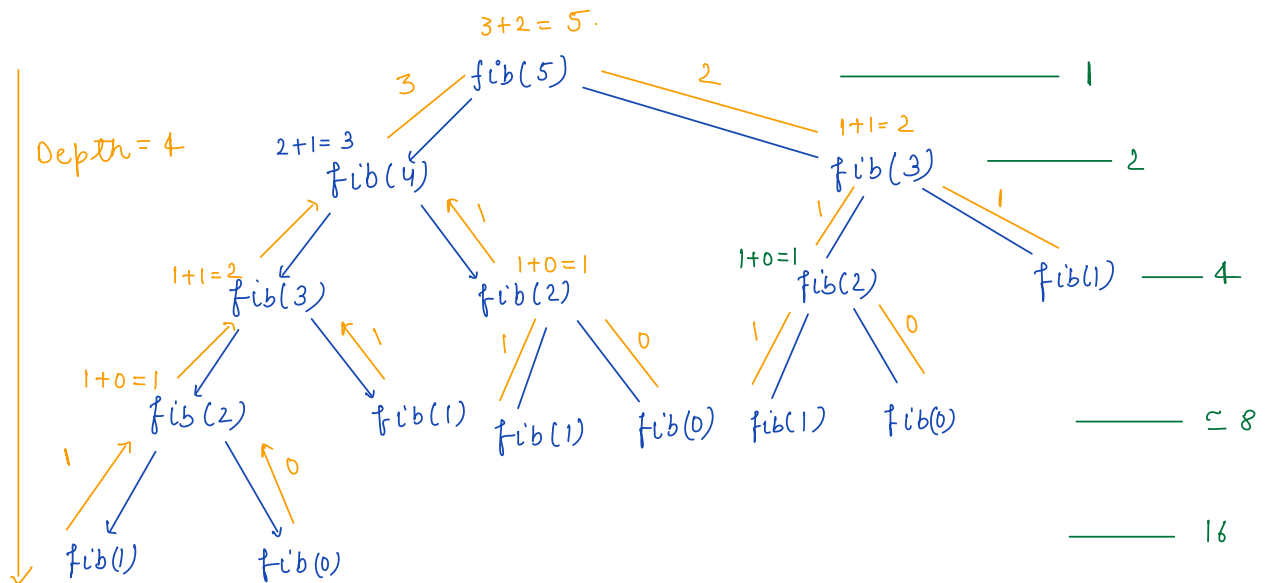 3+2 = 5.
fib(5)
3
2
1
Depth = 4
2+1=3
fib(4)
1+1=2
fib(3)
2
1
1
1
1+1=2
fib(3)
1+0=1
fib(2)
1+0=1
fib(2)
fib(1)
4
1
1
0
1
0
1+0=1
fib(2)
fib(1)
fib(1)
fib(0)
fib(1)
fib(0)
≃ 8
1
0
fib(1)
fib(0)
16